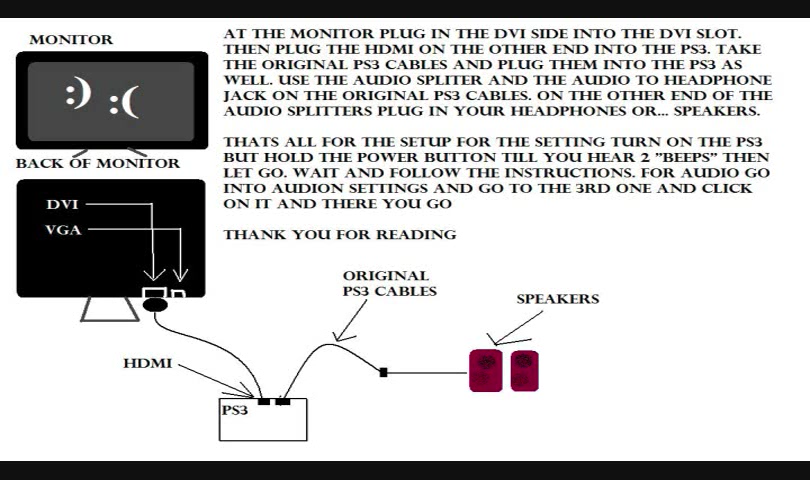 MONITOR
:) :(
BACK OF MONITOR
DVI
VGA
AT THE MONITOR PLUG IN THE DVI SIDE INTO THE DVI SLOT.
THEN PLUG THE HDMI ON THE OTHER END INTO THE PS3. TAKE
THE ORIGINAL PS3 CABLES AND PLUG THEM INTO THE PS3 AS
WELL. USE THE AUDIO SPLITER AND THE AUDIO TO HEADPHONE
JACK ON THE ORIGINAL PS3 CABLES. ON THE OTHER END OF THE
AUDIO SPLITTERS PLUG IN YOUR HEADPHONES OR... SPEAKERS.
THATS ALL FOR THE SETUP FOR THE SETTING TURN ON THE PS3
BUT HOLD THE POWER BUTTON TILL YOU HEAR 2 "BEEPS" THEN
LET GO. WAIT AND FOLLOW THE INSTRUCTIONS. FOR AUDIO GO
INTO AUDION SETTINGS AND GO TO THE 3RD ONE AND CLICK
ON IT AND THERE YOU GO
THANK YOU FOR READING
ORIGINAL
PS3 CABLES
SPEAKERS
HDMI
PS3